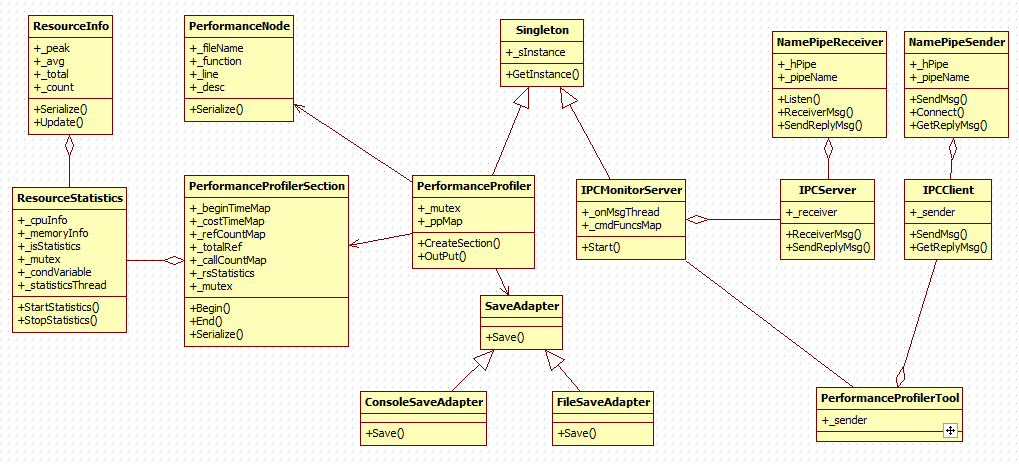 ResourceInfo
+_peak
+_avg
+_total
+_count
+Serialize()
+Update()
PerformanceNode
+_fileName
+_function
+_line
+_desc
+Serialize()
Singleton
+_sInstance
+GetInstance()
NamePipeReceiver
+_hPipe
+_pipeName
+Listen()
+ReceiverMsg()
+SendReplyMsg()
NamePipeSender
+_hPipe
+_pipeName
+SendMsg()
+Connect()
+GetReplyMsg()
ResourceStatistics
+_cpuInfo
+_memoryInfo
+_isStatistics
+_mutex
+_condVariable
+_statisticsThread
+StartStatistics()
+StopStatistics()
PerformanceProfilerSection
+_beginTimeMap
+_costTimeMap
+_refCountMap
+_totalRef
+_callCountMap
+_rsStatistics
+_mutex
+Begin()
+End()
+Serialize()
PerformanceProfiler
+_mutex
+_ppMap
+CreateSection()
+OutPut()
IPCMonitorServer
+_onMsgThread
+_cmdFuncsMap
+Start()
IPCServer
+_receiver
+ReceiverMsg()
+SendReplyMsg()
IPCClient
+_sender
+SendMsg()
+GetReplyMsg()
SaveAdapter
+Save()
ConsoleSaveAdapter
+Save()
FileSaveAdapter
+Save()
PerformanceProfilerTool
+_sender